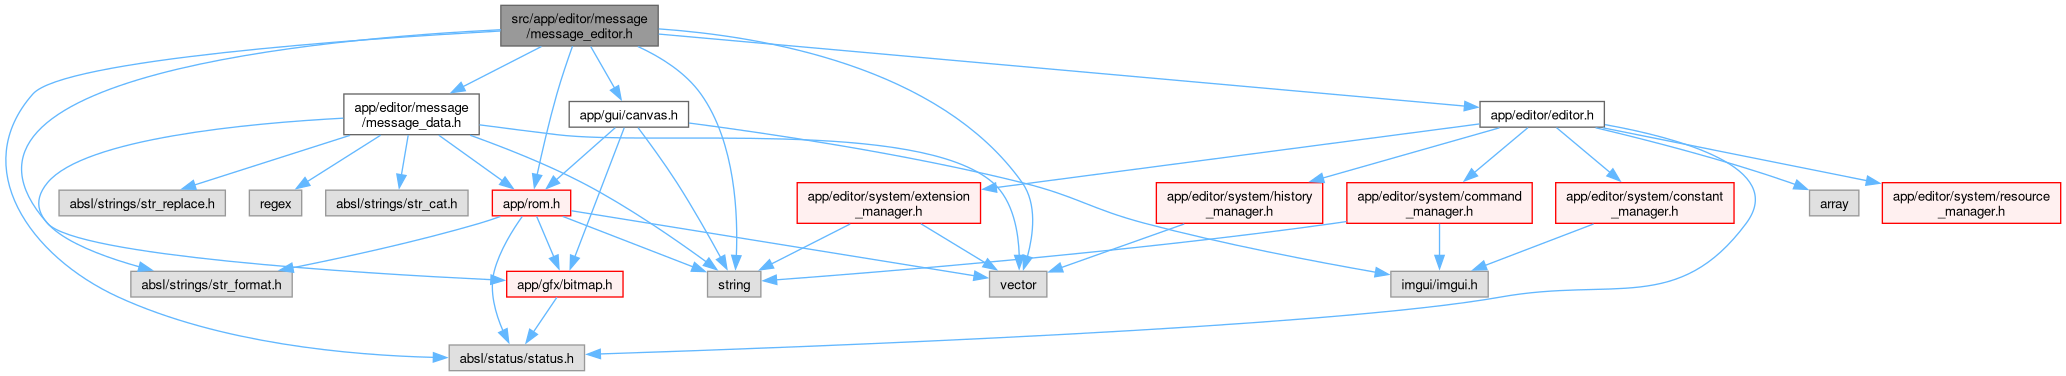 src/app/editor/message
/message_editor.h
app/editor/message
/message_data.h
app/gui/canvas.h
app/editor/editor.h
absl/strings/str_replace.h
regex
absl/strings/str_cat.h
app/rom.h
app/editor/system/extension
_manager.h
app/editor/system/history
_manager.h
app/editor/system/command
_manager.h
app/editor/system/constant
_manager.h
array
app/editor/system/resource
_manager.h
absl/strings/str_format.h
app/gfx/bitmap.h
string
vector
imgui/imgui.h
absl/status/status.h